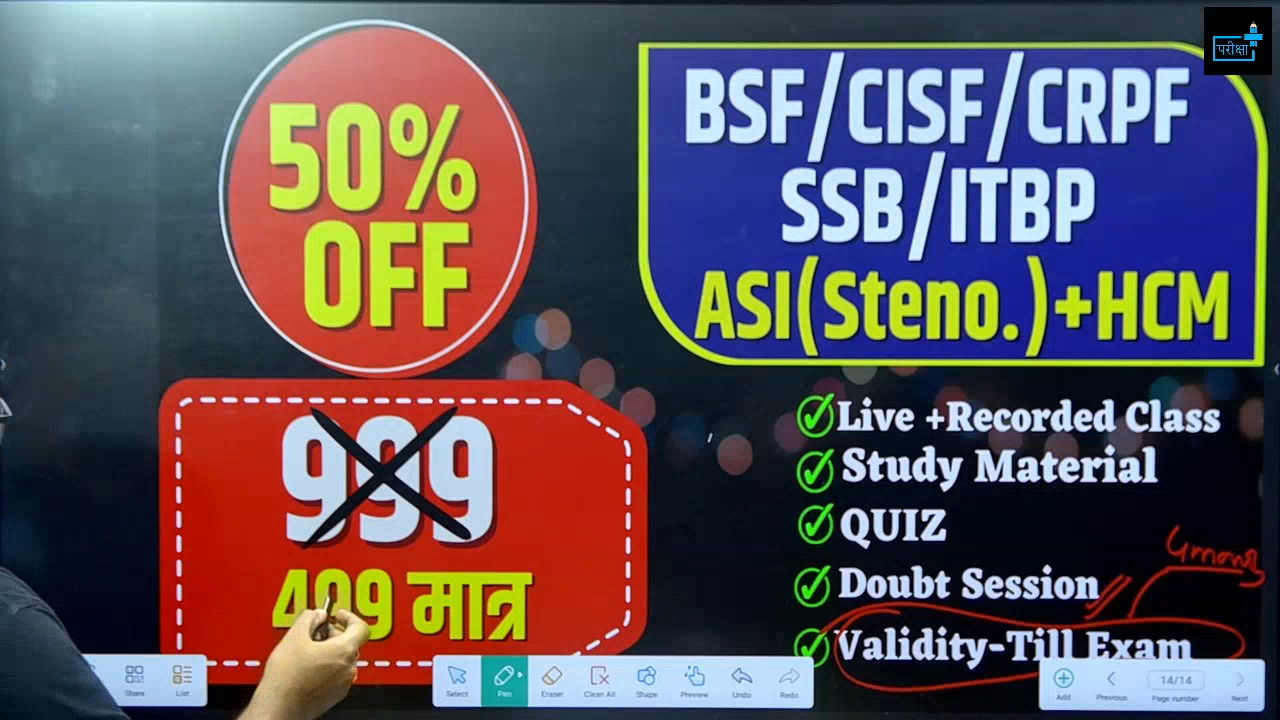 परीक्षा
50%
OFF
BSF/CISF/CRPF
SSB/ITBP
ASI(Steno.)+HCM
999
499 मात्र
Live +Recorded Class
Study Material
QUIZ
Doubt Session
Validity-Till Exam
Share
List
Select
Pen
Eraser
Clean All
Shape
Preview
Undo
Redo
Add
Previous
14/14
Page number
Next